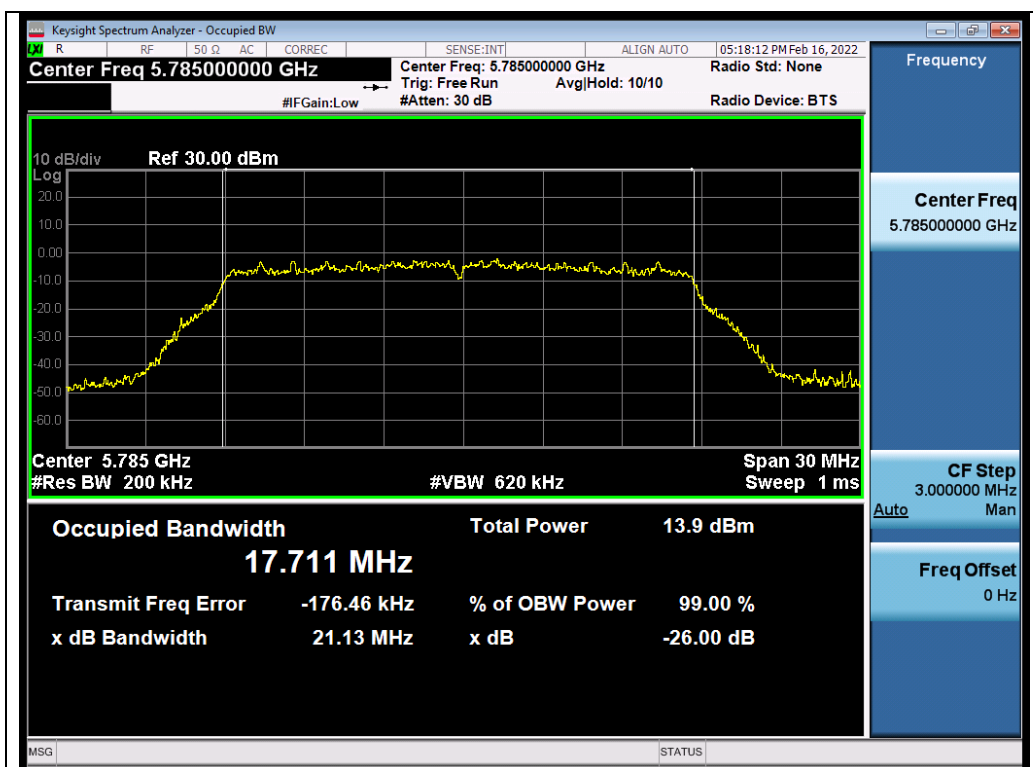 Keysight Spectrum Analyzer - Occupied BW
LXI R RF 50 Ω AC CORREC SENSE:INT ALIGN AUTO 05:18:12 PM Feb 16, 2022
Center Freq 5.785000000 GHz
Center Freq: 5.785000000 GHz Radio Std: None
Trig: Free Run Avg|Hold: 10/10
#IFGain:Low #Atten: 30 dB Radio Device: BTS
10 dB/div Ref 30.00 dBm
Log
20.0
10.0
0.00
-10.0
-20.0
-30.0
-40.0
-50.0
-60.0
Center 5.785 GHz Span 30 MHz
#Res BW 200 kHz #VBW 620 kHz Sweep 1 ms
Occupied Bandwidth Total Power 13.9 dBm
17.711 MHz
Transmit Freq Error -176.46 kHz % of OBW Power 99.00 %
x dB Bandwidth 21.13 MHz x dB -26.00 dB
MSG STATUS
Frequency
Center Freq
5.785000000 GHz
CF Step
3.000000 MHz
Auto Man
Freq Offset
0 Hz